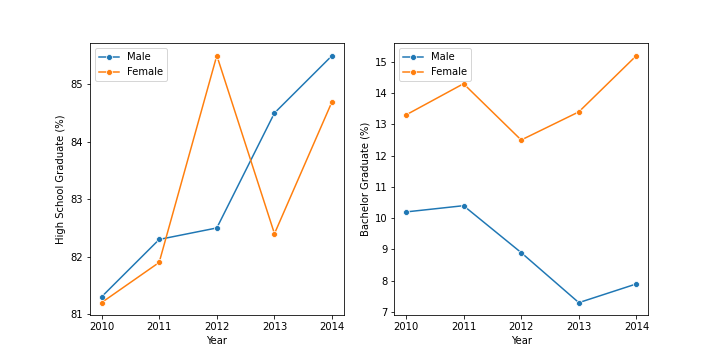 Male
Female
High School Graduate (%)
85
84
83
82
81
2010 2011 2012 2013 2014
Year
Male
Female
Bachelor Graduate (%)
15
14
13
12
11
10
9
8
7
2010 2011 2012 2013 2014
Year